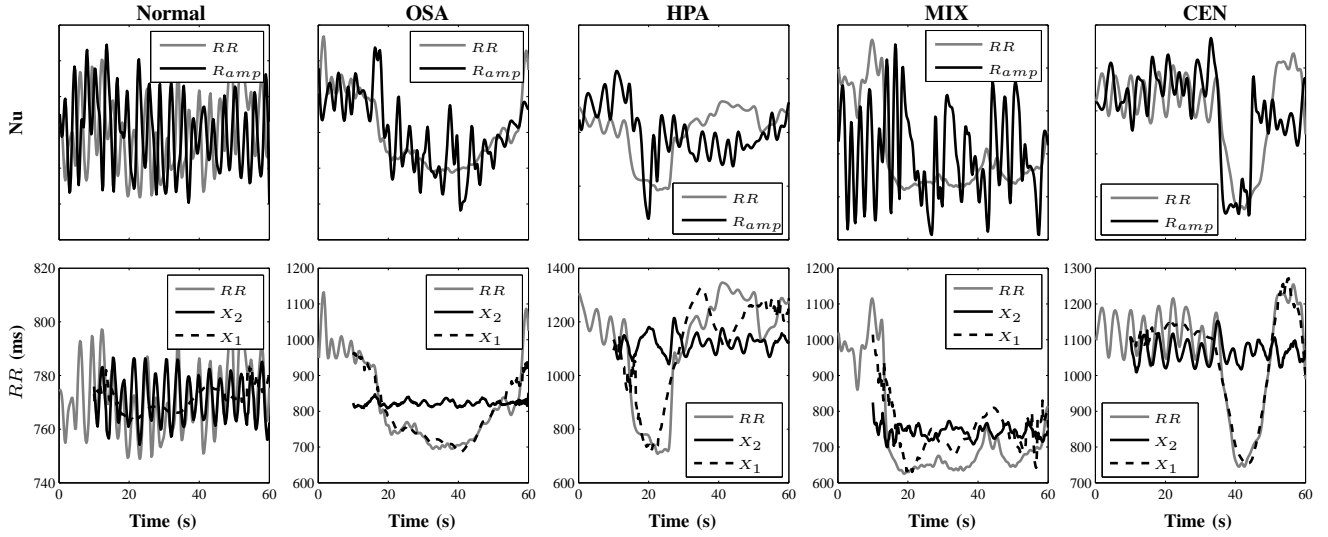 Normal OSA HPA MIX CEN
Nu
RR
R_amp
RR
R_amp
RR
R_amp
RR
R_amp
RR
R_amp
RR (ms)
820
800
780
760
740
0 20 40 60
RR
X_2
X_1
Time (s)
1200
1100
1000
900
800
700
600
0 20 40 60
RR
X_2
X_1
Time (s)
1400
1200
1000
800
600
0 20 40 60
RR
X_2
X_1
Time (s)
1200
1100
1000
900
800
700
600
0 20 40 60
RR
X_2
X_1
Time (s)
1300
1200
1100
1000
900
800
700
0 20 40 60
RR
X_2
X_1
Time (s)